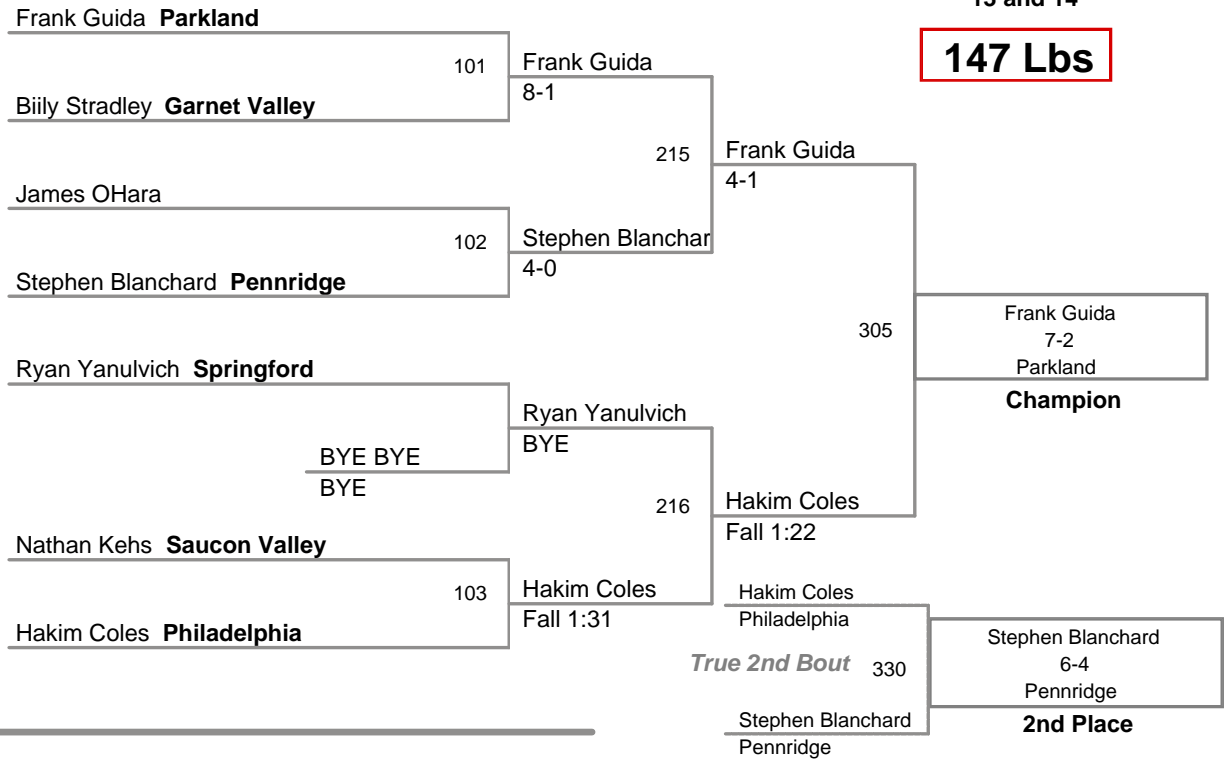 13 and 14
147 Lbs
Frank Guida Parkland
101
Biily Stradley Garnet Valley
Frank Guida
8-1
215
James OHara
102
Stephen Blanchard Pennridge
Stephen Blanchar
4-0
Frank Guida
4-1
305
Ryan Yanulvich Springford
BYE BYE
BYE
Ryan Yanulvich
BYE
216
Nathan Kehs Saucon Valley
103
Hakim Coles Philadelphia
Hakim Coles
Fall 1:31
Hakim Coles
Fall 1:22
Frank Guida
7-2
Parkland
Champion
Hakim Coles
Philadelphia
True 2nd Bout 330
Stephen Blanchard
Pennridge
Stephen Blanchard
6-4
Pennridge
2nd Place